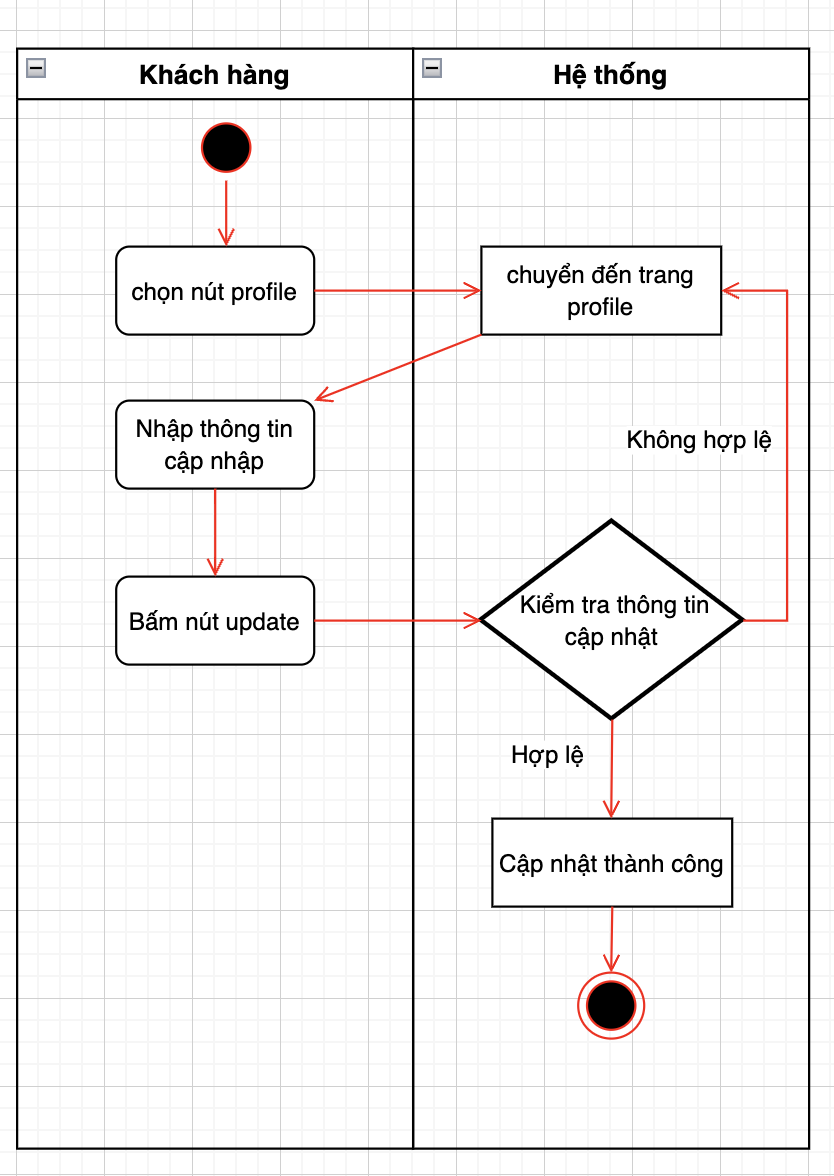 Khách hàng
Hệ thống
chọn nút profile
chuyển đến trang
profile
Nhập thông tin
cập nhập
Không hợp lệ
Bấm nút update
Kiểm tra thông tin
cập nhật
Hợp lệ
Cập nhật thành công